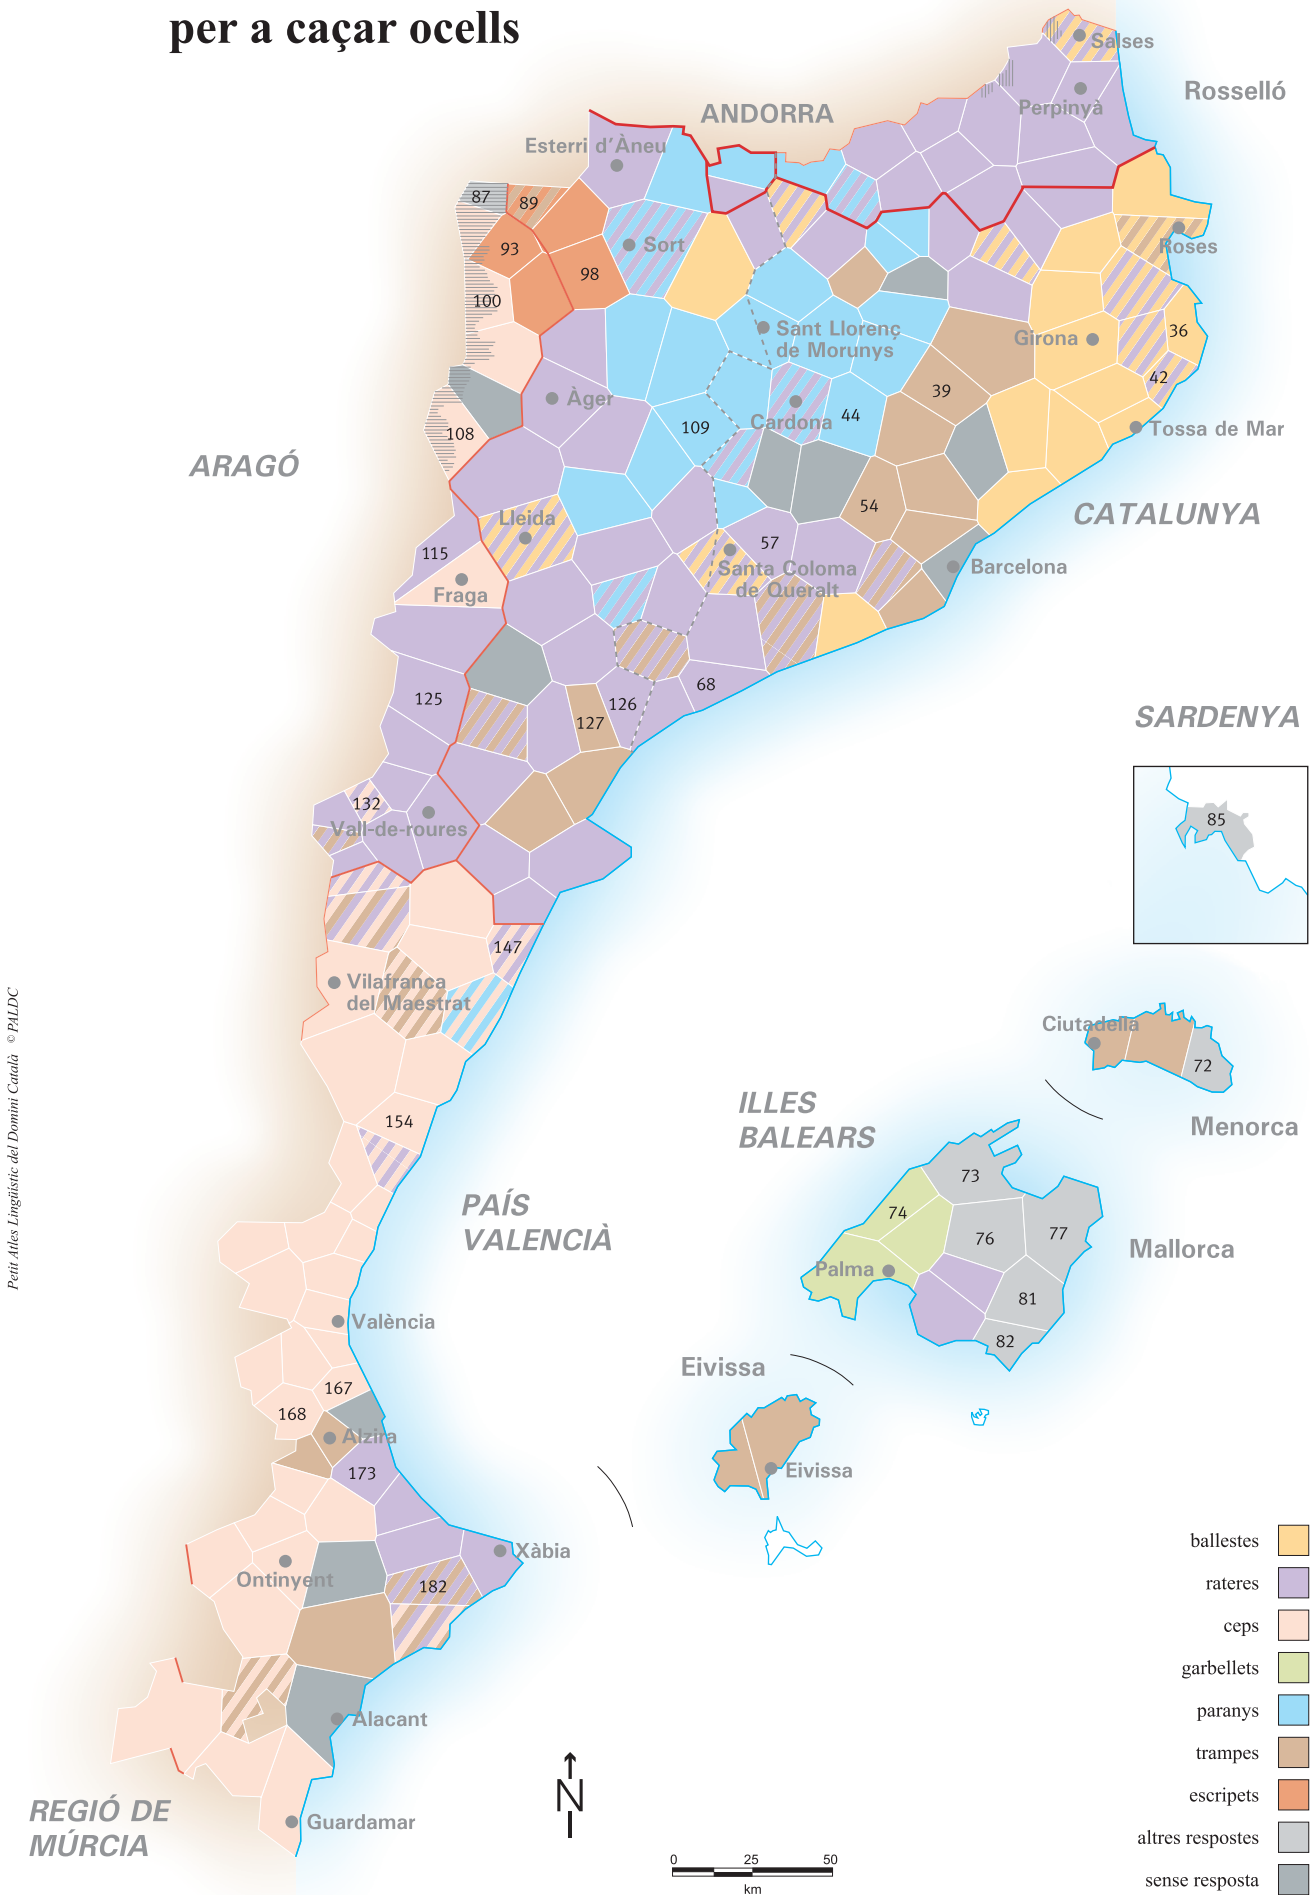 per a caçar ocells
Salses
Rosselló
Perpinyà
ANDORRA
Esterri d’Àneu
87
89
Roses
Sort
93
98
100
36
Sant Llorenç
de Morunys
Girona
42
39
Àger
Cardona
44
109
108
Tossa de Mar
ARAGÓ
54
CATALUNYA
Lleida
57
115
Santa Coloma
de Queralt
Barcelona
Fraga
68
125
126
127
SARDENYA
132
85
Vall-de-roures
147
Vilafranca
del Maestrat
Petit Atles Lingüístic del Domini Català © PALDC
Ciutadella
72
ILLES
BALEARS
Menorca
154
73
PAÍS
VALENCIÀ
74
76
77
Mallorca
Palma
81
València
82
Eivissa
167
168
Alzira
173
Eivissa
Xàbia
Ontinyent
182
ballestes
rateres
ceps
garbellets
paranys
Alacant
trampes
escripets
N
REGIÓ DE
MÚRCIA
Guardamar
altres respostes
0 25 50
km
sense resposta